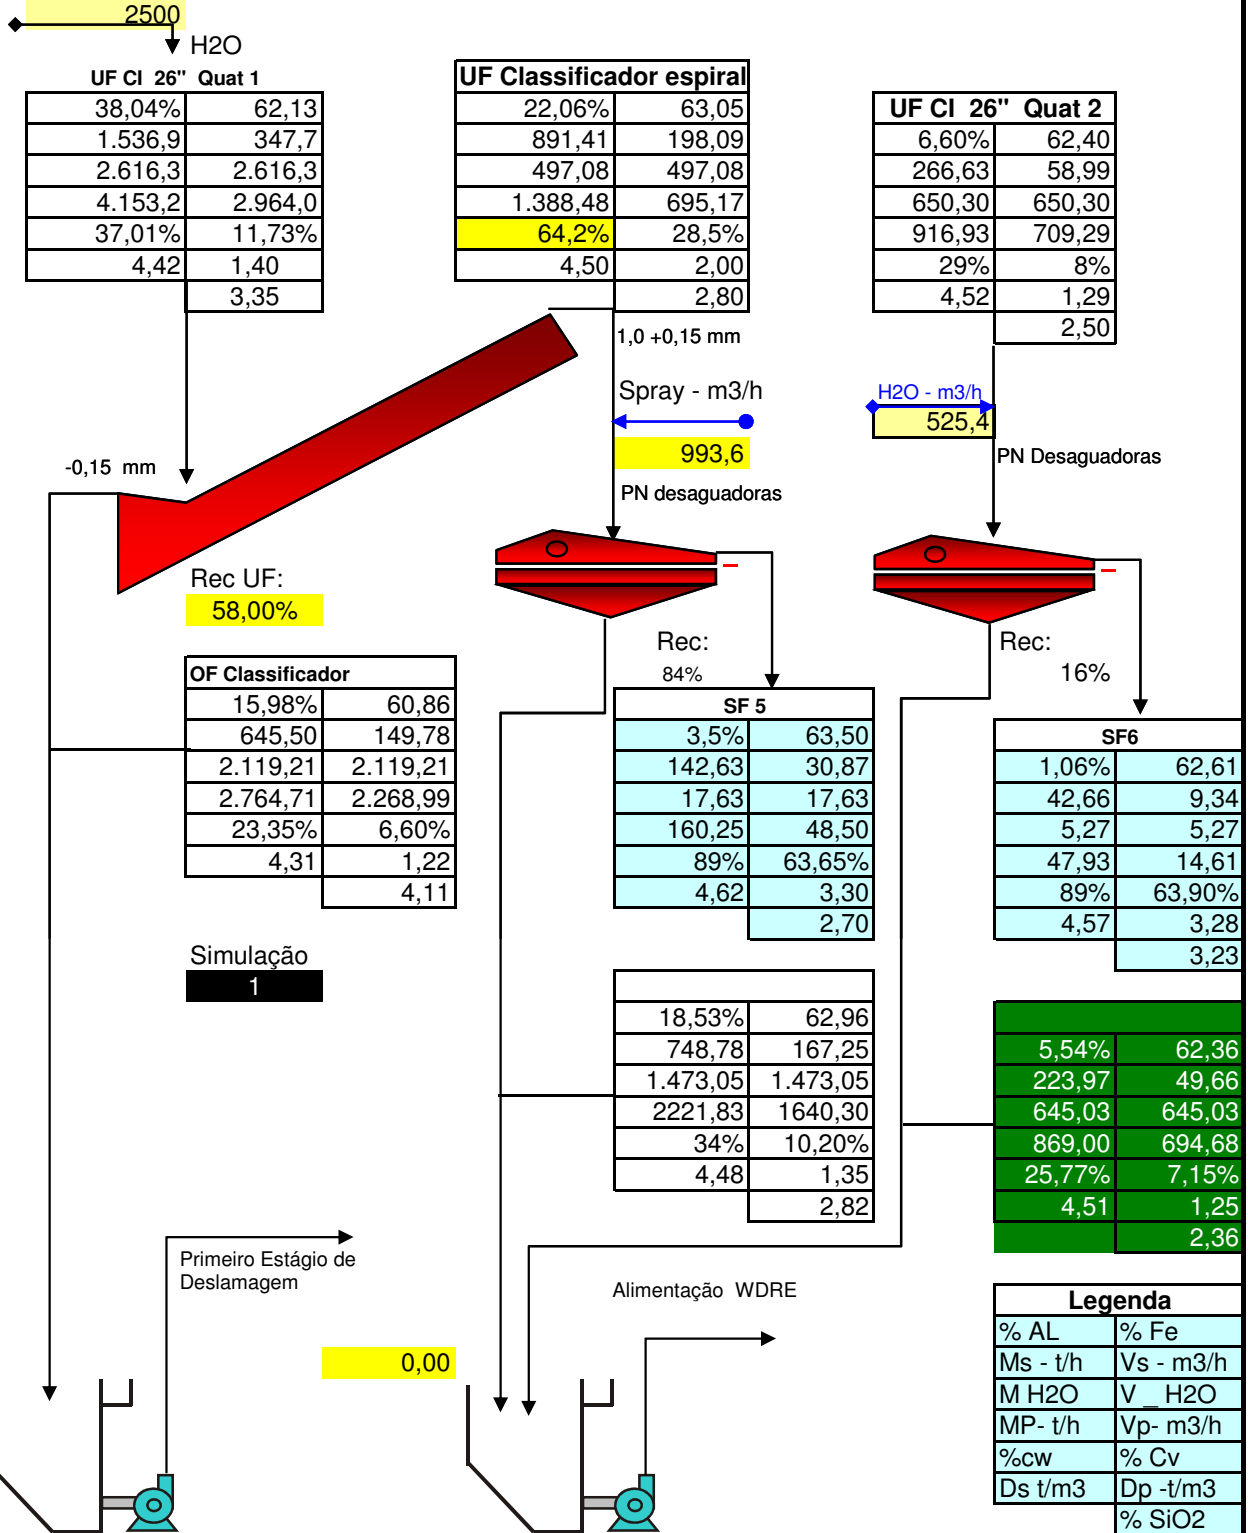 2500
H2O
UF CI 26" Quat 1
38,04% 62,13
1.536,9 347,7
2.616,3 2.616,3
4.153,2 2.964,0
37,01% 11,73%
4,42 1,40
3,35
UF Classificador espiral
22,06% 63,05
891,41 198,09
497,08 497,08
1.388,48 695,17
64,2% 28,5%
4,50 2,00
2,80
UF CI 26" Quat 2
6,60% 62,40
266,63 58,99
650,30 650,30
916,93 709,29
29% 8%
4,52 1,29
2,50
1,0 +0,15 mm
Spray - m3/h
993,6
PN desaguadoras
H2O - m3/h
525,4
PN Desaguadoras
-0,15 mm
Rec UF:
58,00%
Rec:
84%
Rec:
16%
OF Classificador
15,98% 60,86
645,50 149,78
2.119,21 2.119,21
2.764,71 2.268,99
23,35% 6,60%
4,31 1,22
4,11
SF 5
3,5% 63,50
142,63 30,87
17,63 17,63
160,25 48,50
89% 63,65%
4,62 3,30
2,70
SF6
1,06% 62,61
42,66 9,34
5,27 5,27
47,93 14,61
89% 63,90%
4,57 3,28
3,23
Simulação
1
18,53% 62,96
748,78 167,25
1.473,05 1.473,05
2221,83 1640,30
34% 10,20%
4,48 1,35
2,82
5,54% 62,36
223,97 49,66
645,03 645,03
869,00 694,68
25,77% 7,15%
4,51 1,25
2,36
Primeiro Estágio de
Deslamagem
Alimentação WDRE
0,00
Legenda
% AL % Fe
Ms - t/h Vs - m3/h
M H2O V _ H2O
MP- t/h Vp- m3/h
%cw % Cv
Ds t/m3 Dp -t/m3
% SiO2